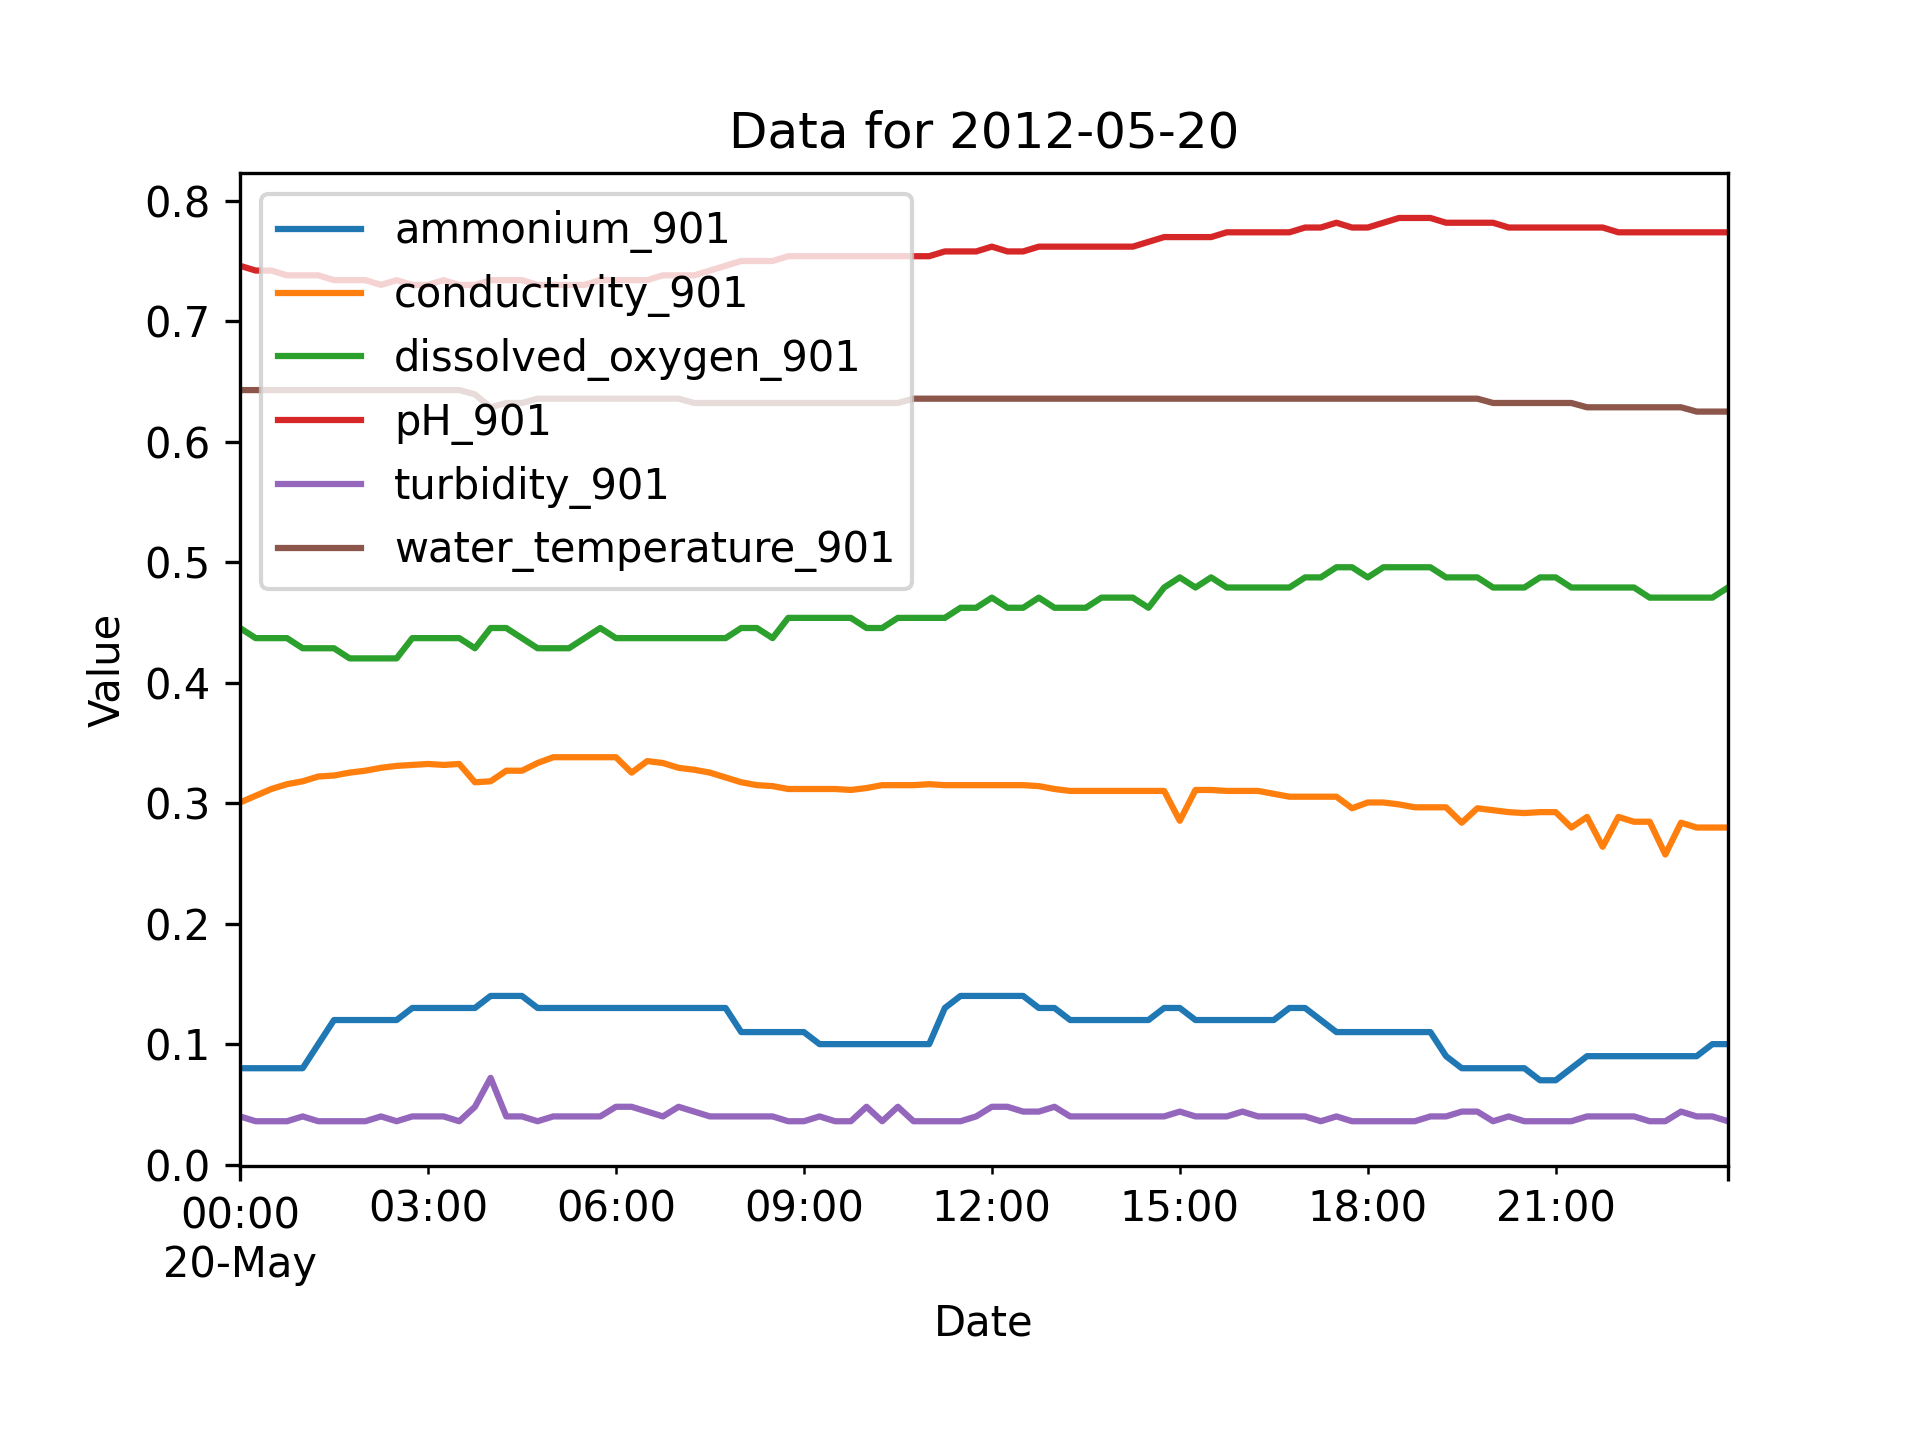 Data for 2012-05-20
ammonium_901
conductivity_901
dissolved_oxygen_901
pH_901
turbidity_901
water_temperature_901
Value
0.8
0.7
0.6
0.5
0.4
0.3
0.2
0.1
0.0
00:00 03:00 06:00 09:00 12:00 15:00 18:00 21:00
20-May
Date